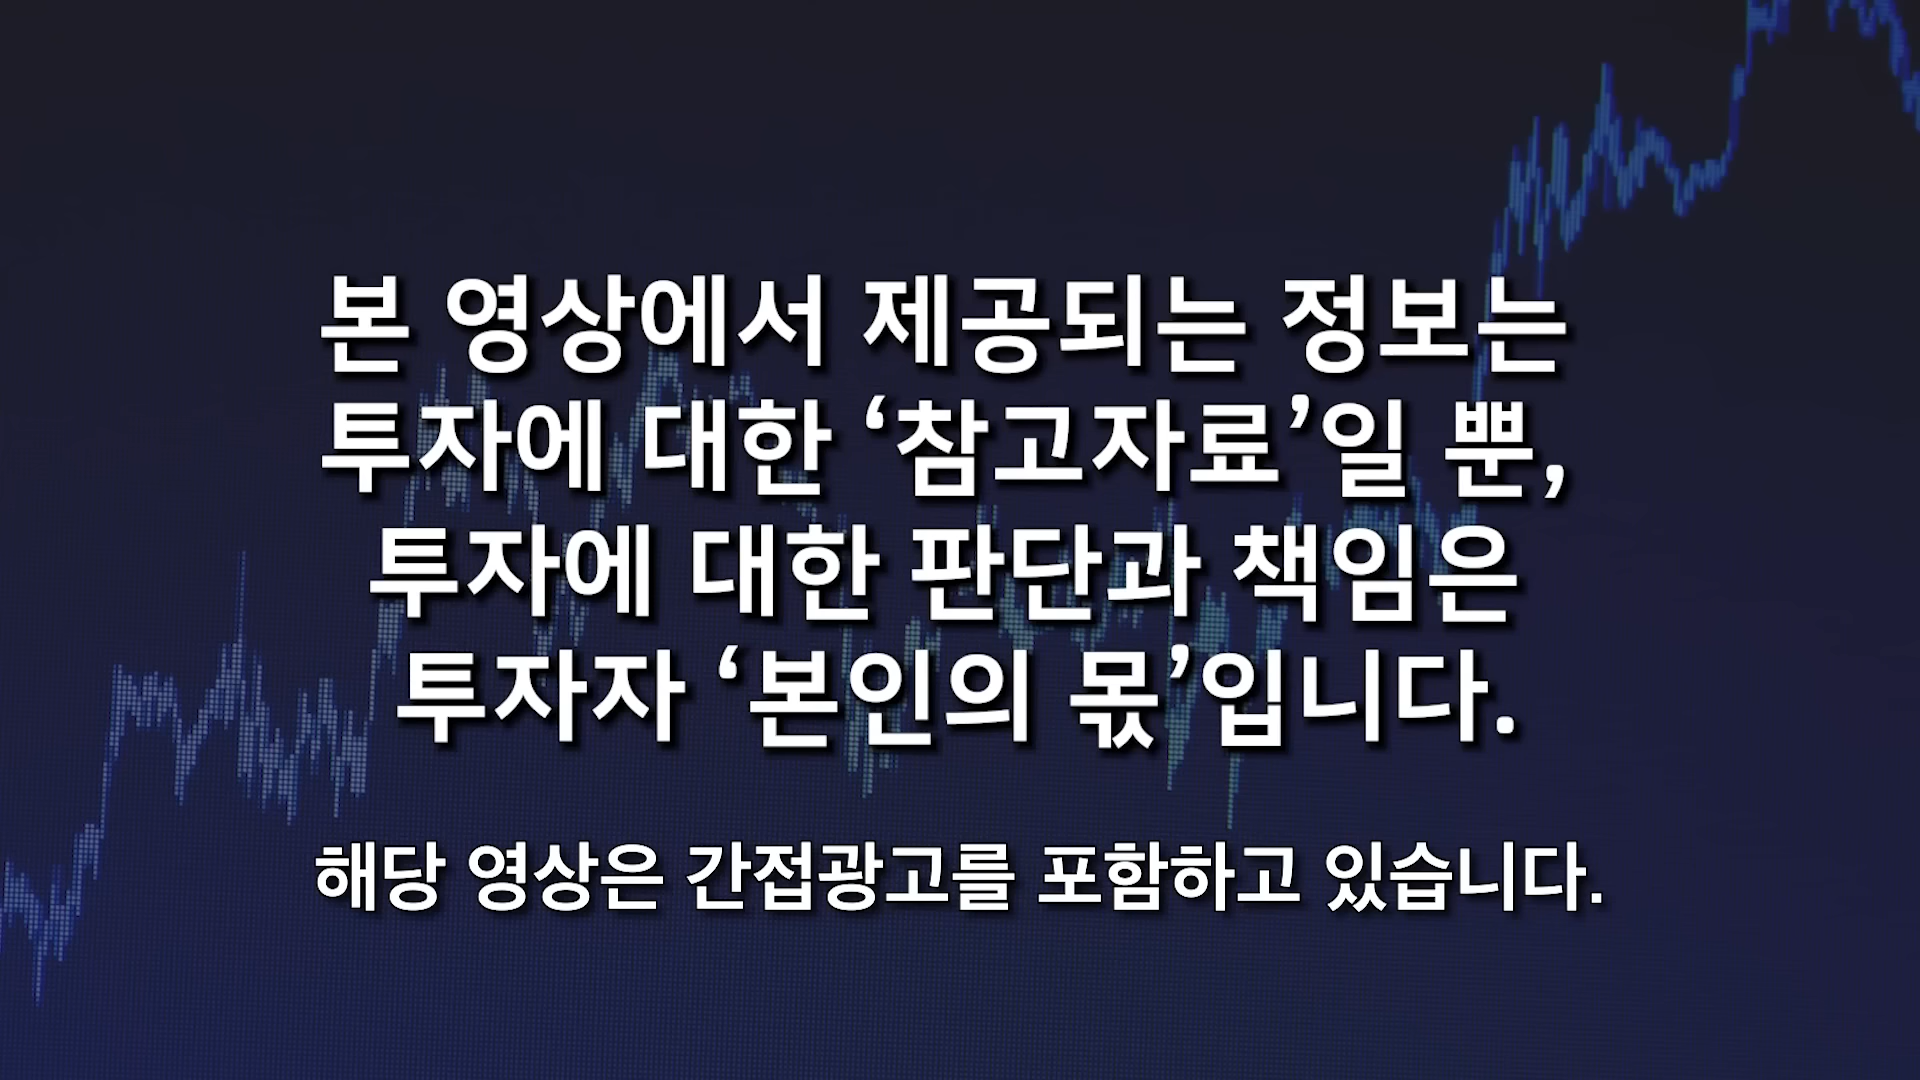 본 영상에서 제공되는 정보는
투자에 대한 ‘참고자료’일 뿐,
투자에 대한 판단과 책임은
투자자 ‘본인의 몫’입니다.
해당 영상은 간접광고를 포함하고 있습니다.